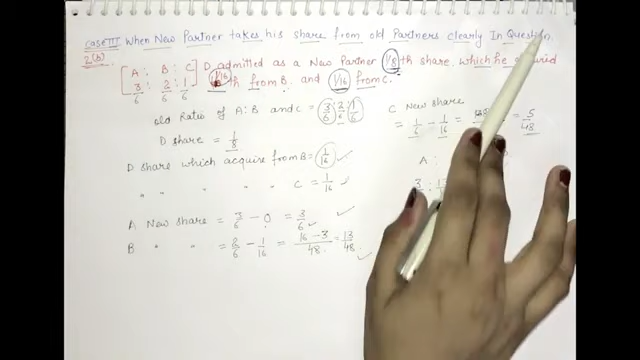 CASE III When New Partner takes his share from old Partners clearly In Question.
2(b)
[A : B : C
3/6 : 2/6 : 1/6] D admitted as a New Partner 1/8th share which he
1/16th from B. and 1/16 from C.
old Ratio of A:B and C = 3/6 : 2/6 : 1/6
D share = 1/8
D share which acquire from B = 1/16
〃 〃 〃 〃 〃 C = 1/16
A New share = 3/6 - 0 = 3/6
B 〃 〃 = 2/6 - 1/16 = 16-3/48 = 13/48
C New share
= 1/6 - 1/16 = = 5/48
A :
3 :